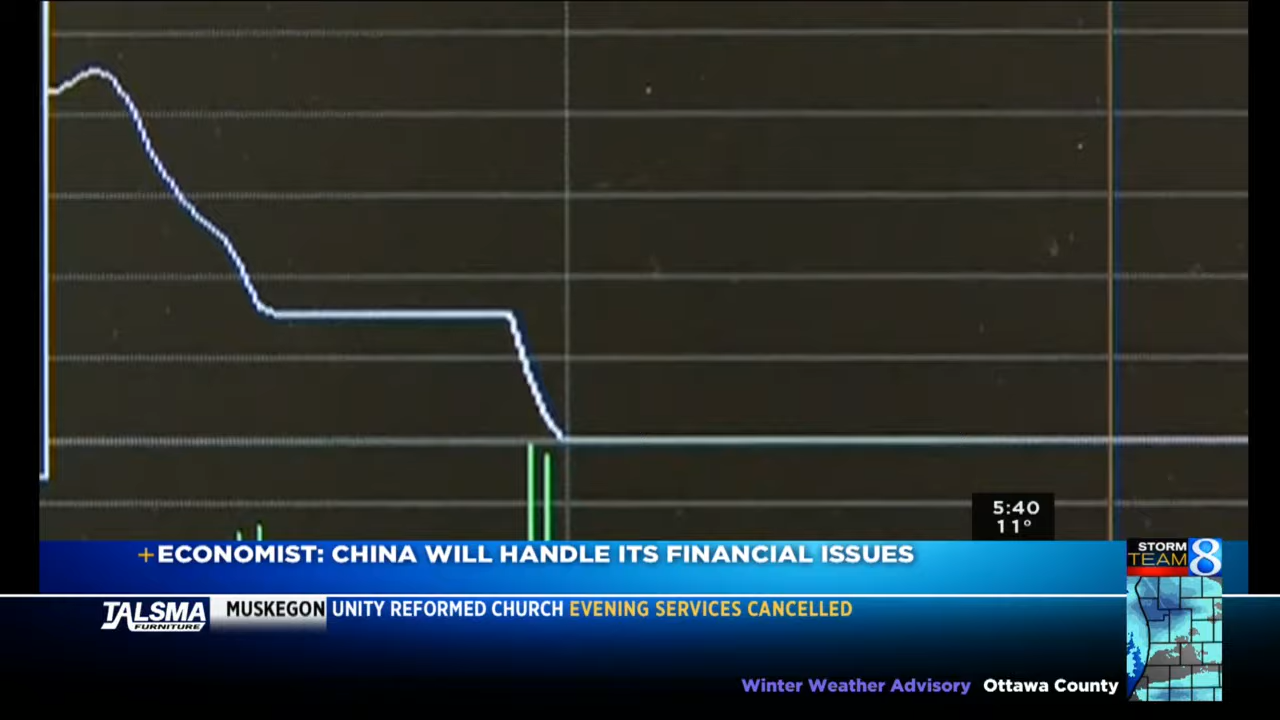 5:40
11°
+ECONOMIST: CHINA WILL HANDLE ITS FINANCIAL ISSUES
STORM
TEAM 8
TALSMA
FURNITURE
MUSKEGON UNITY REFORMED CHURCH EVENING SERVICES CANCELLED
Winter Weather Advisory Ottawa County